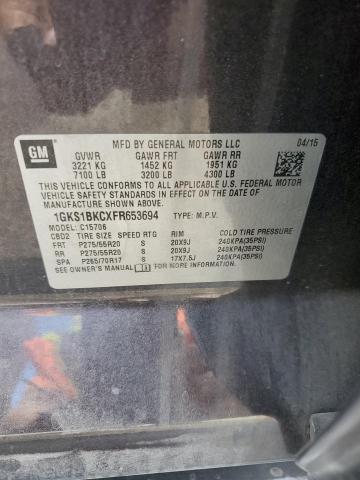 GM
MFD BY GENERAL MOTORS LLC 04/15
GVWR GAWR FRT GAWR RR
3221 KG 1452 KG 1951 KG
7100 LB 3200 LB 4300 LB
THIS VEHICLE CONFORMS TO ALL APPLICABLE U.S. FEDERAL MOTOR
VEHICLE SAFETY STANDARDS IN EFFECT ON THE DATE OF
MANUFACTURE SHOWN ABOVE.
1GKS1BKCXFR653694 TYPE: M.P.V.
MODEL: C15706
CBD2 TIRE SIZE SPEED RTG RIM COLD TIRE PRESSURE
FRT P275/55R20 S 20X9J 240KPA(35PSI)
RR P275/55R20 S 20X9J 240KPA(35PSI)
SPA P265/70R17 S 17X7.5J 240KPA(35PSI)
SEE OWNER'S MANUAL FOR MORE INFORMATION.